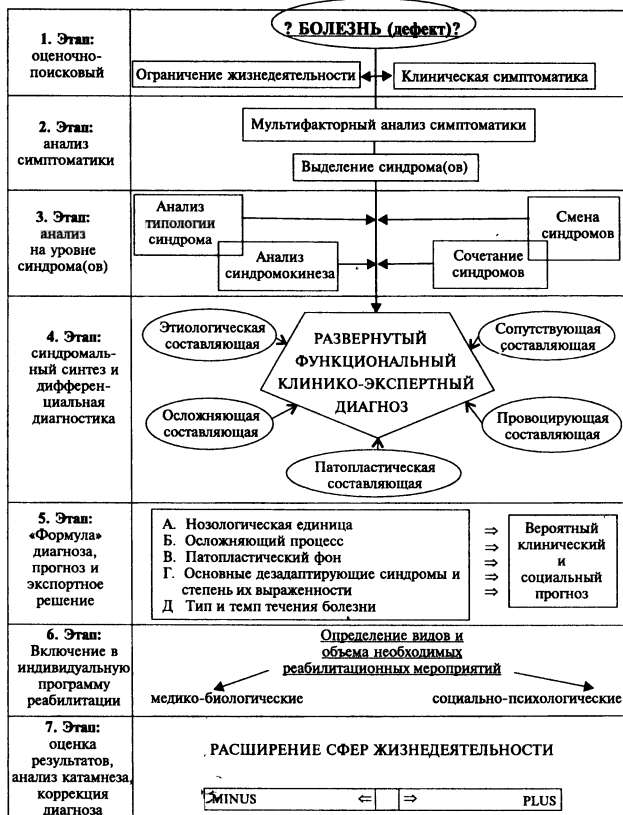 1. Этап:
оценочно-
поисковый
? БОЛЕЗНЬ (дефект)?
Ограничение жизнедеятельности
Клиническая симптоматика
2. Этап:
анализ
симптоматики
Мультифакторный анализ симптоматики
Выделение синдрома(ов)
3. Этап:
анализ
на уровне
синдрома(ов)
Анализ
типологии
синдрома
Смена
синдромов
Анализ
синдромокинеза
Сочетание
синдромов
4. Этап:
синдромаль-
ный синтез и
дифферен-
циальная
диагностика
Этиологическая
составляющая
РАЗВЕРНУТЫЙ
ФУНКЦИОНАЛЬНЫЙ
КЛИНИКО-ЭКСПЕРТНЫЙ
ДИАГНОЗ
Сопутствующая
составляющая
Осложняющая
составляющая
Провоцирующая
составляющая
Патопластическая
составляющая
5. Этап:
«Формула»
диагноза,
прогноз и
экспортное
решение
А. Нозологическая единица
Б. Осложняющий процесс
В. Патопластический фон
Г. Основные дезадаптирующие синдромы и
степень их выраженности
Д Тип и темп течения болезни
⇒
⇒
⇒
⇒
⇒
Вероятный
клинический
и
социальный
прогноз
6. Этап:
Включение в
индивидуальную
программу
реабилитации
Определение видов и
объема необходимых
реабилитационных мероприятий
медико-биологические
социально-психологические
7. Этап:
оценка
результатов,
анализ катамнеза,
коррекция
диагноза
РАСШИРЕНИЕ СФЕР ЖИЗНЕДЕЯТЕЛЬНОСТИ
MINUS ⇐ ⇒ PLUS